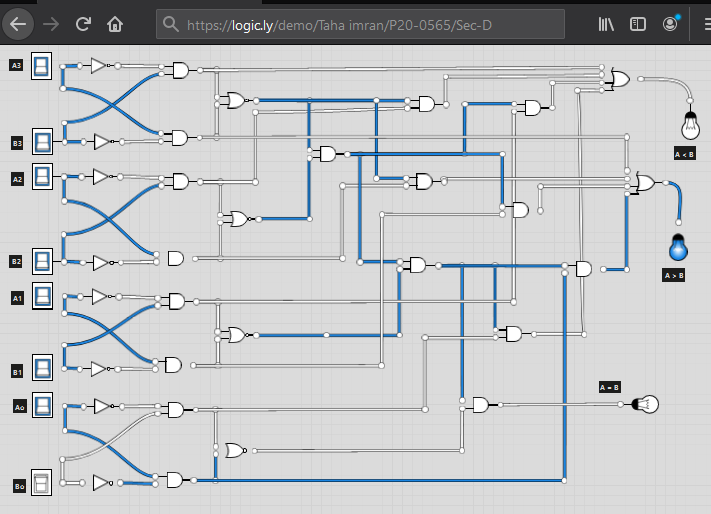 https://logic.ly/demo/Taha imran/P20-0565/Sec-D
A3
B3
A < B
A2
A > B
B2
A1
B1
A = B
Ao
Bo